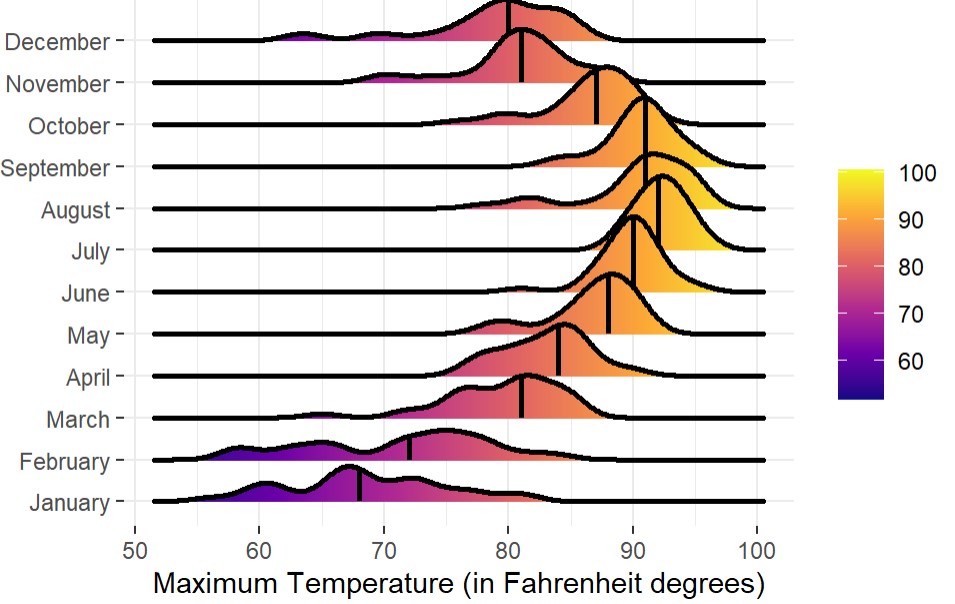 December
November
October
September
August
July
June
May
April
March
February
January
50 60 70 80 90 100
Maximum Temperature (in Fahrenheit degrees)
100
90
80
70
60